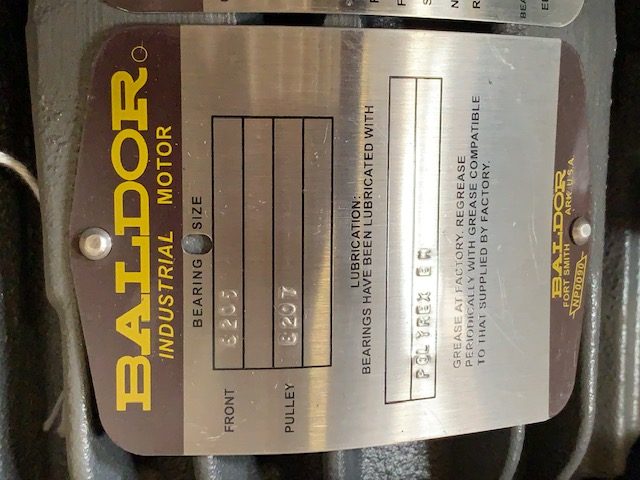 BALDOR
INDUSTRIAL MOTOR
BEARING SIZE
FRONT
PULLEY 6207
LUBRICATION:
BEARINGS HAVE BEEN LUBRICATED WITH
POLYREX EM
GREASE AT FACTORY, REGREASE
PERIODICALLY WITH GREASE COMPATIBLE
TO THAT SUPPLIED BY FACTORY.
BALDOR
FORT SMITH ARK. U.S.A.
NP0090